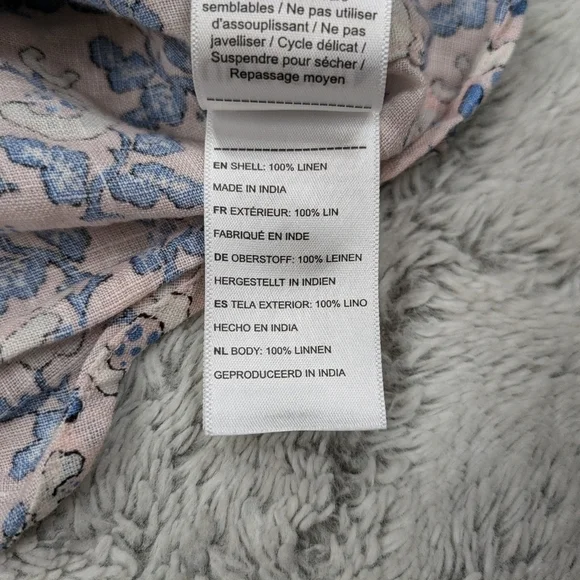 semblables / Ne pas utiliser
d'assouplissant / Ne pas
javelliser / Cycle délicat /
Suspendre pour sécher /
Repassage moyen
EN SHELL: 100% LINEN
MADE IN INDIA
FR EXTÉRIEUR: 100% LIN
FABRIQUÉ EN INDE
DE OBERSTOFF: 100% LEINEN
HERGESTELLT IN INDIEN
ES TELA EXTERIOR: 100% LINO
HECHO EN INDIA
NL BODY: 100% LINNEN
GEPRODUCEERD IN INDIA